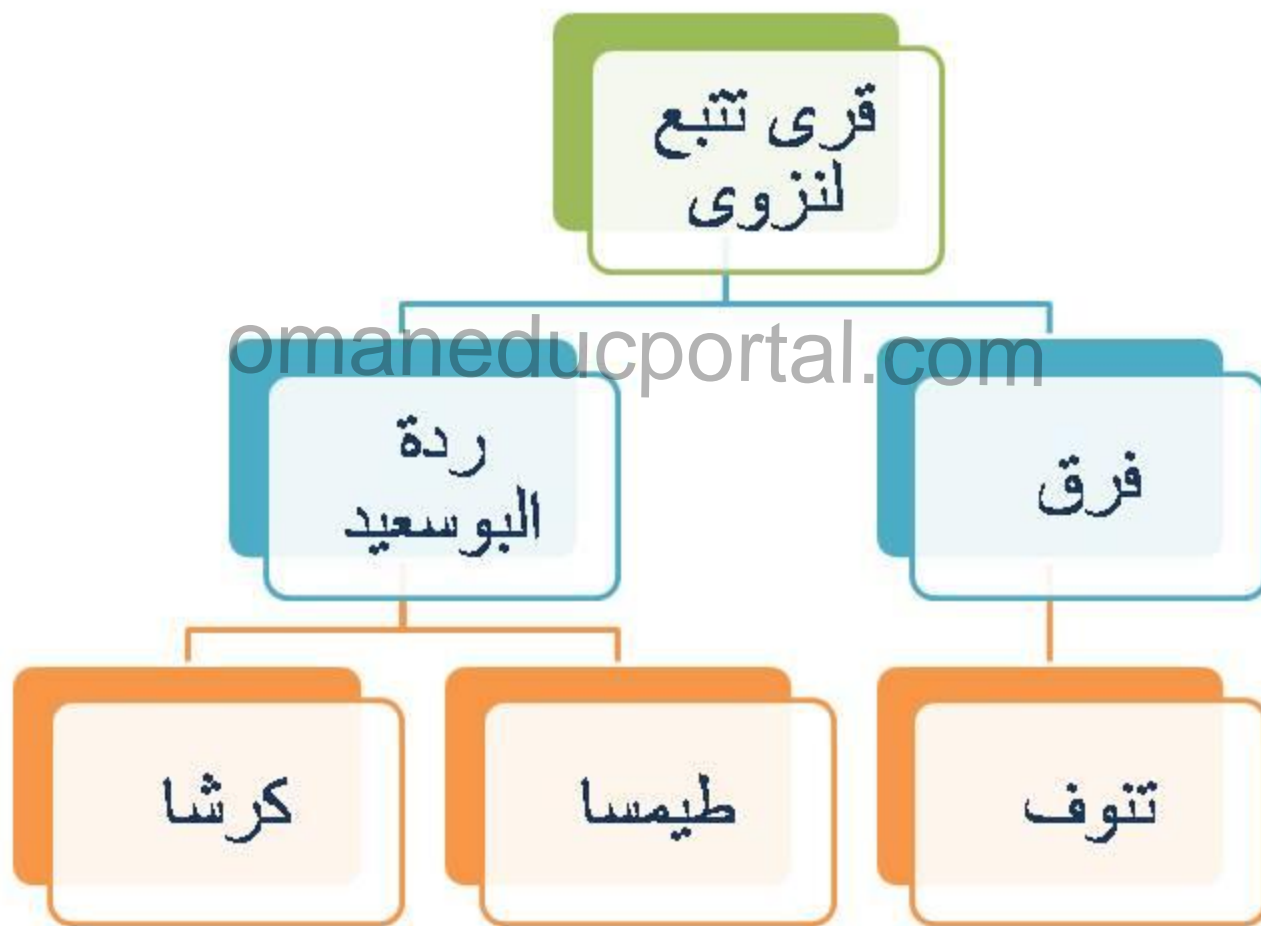 قرى تتبع
لنزوى
omaneducportal.com
فرق
ردة
البوسعيد
تنوف
طيمسا
كرشا